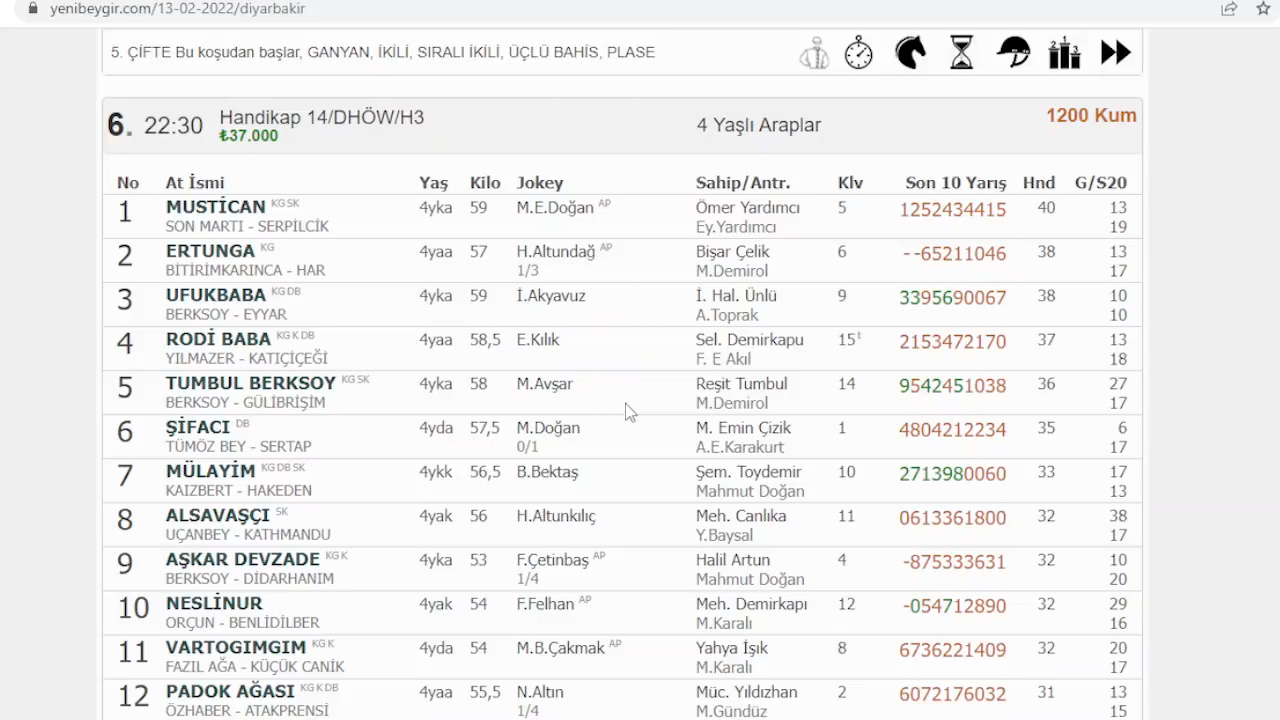 yenibeygir.com/13-02-2022/diyarbakir
5. ÇİFTE Bu koşudan başlar, GANYAN, İKİLİ, SIRALI İKİLİ, ÜÇLÜ BAHİS, PLASE
6. 22:30 Handikap 14/DHÖW/H3 4 Yaşlı Araplar 1200 Kum
₺37.000
No At İsmi Yaş Kilo Jokey Sahip/Antr. Klv Son 10 Yarış Hnd G/S20
1 MUSTİCAN KG SK 4yka 59 M.E.Doğan AP Ömer Yardımcı 5 1252434415 40 13
SON MARTI - SERPİLCİK Ey.Yardımcı 19
2 ERTUNGA KG 4yaa 57 H.Altundağ AP Bişar Çelik 6 --65211046 38 13
BİTİRİMKARINCA - HAR 1/3 M.Demirol 17
3 UFUKBABA KG DB 4yka 59 İ.Akyavuz İ. Hal. Ünlü 9 3395690067 38 10
BERKSOY - EYYAR A.Toprak 10
4 RODİ BABA KG K DB 4yaa 58,5 E.Kılık Sel. Demirkapu 15t 2153472170 37 13
YILMAZER - KATIÇİÇEĞİ F. E Akıl 18
5 TUMBUL BERKSOY KG SK 4yka 58 M.Avşar Reşit Tumbul 14 9542451038 36 27
BERKSOY - GÜLİBRİŞİM M.Demirol 17
6 ŞİFACI DB 4yda 57,5 M.Doğan M. Emin Çizik 1 4804212234 35 6
TÜMÖZ BEY - SERTAP 0/1 A.E.Karakurt 17
7 MÜLAYİM KG DB SK 4ykk 56,5 B.Bektaş Şem. Toydemir 10 2713980060 33 17
KAIZBERT - HAKEDEN Mahmut Doğan 13
8 ALSAVAŞÇI SK 4yak 56 H.Altunkılıç Meh. Canlıka 11 0613361800 32 38
UÇANBEY - KATHMANDU Y.Baysal 17
9 AŞKAR DEVZADE KG K 4yka 53 F.Çetinbaş AP Halil Artun 4 -875333631 32 10
BERKSOY - DİDARHANIM 1/4 Mahmut Doğan 20
10 NESLİNUR 4yak 54 F.Felhan AP Meh. Demirkapı 12 -054712890 32 29
ORÇUN - BENLİDİLBER M.Karalı 16
11 VARTOGIMGIM KG K 4yda 54 M.B.Çakmak AP Yahya Işık 8 6736221409 32 20
FAZIL AĞA - KÜÇÜK CANİK M.Karalı 17
12 PADOK AĞASI KG K DB 4yaa 55,5 N.Altın Müc. Yıldızhan 2 6072176032 31 13
ÖZHABER - ATAKPRENSİ 1/4 M.Gündüz 15